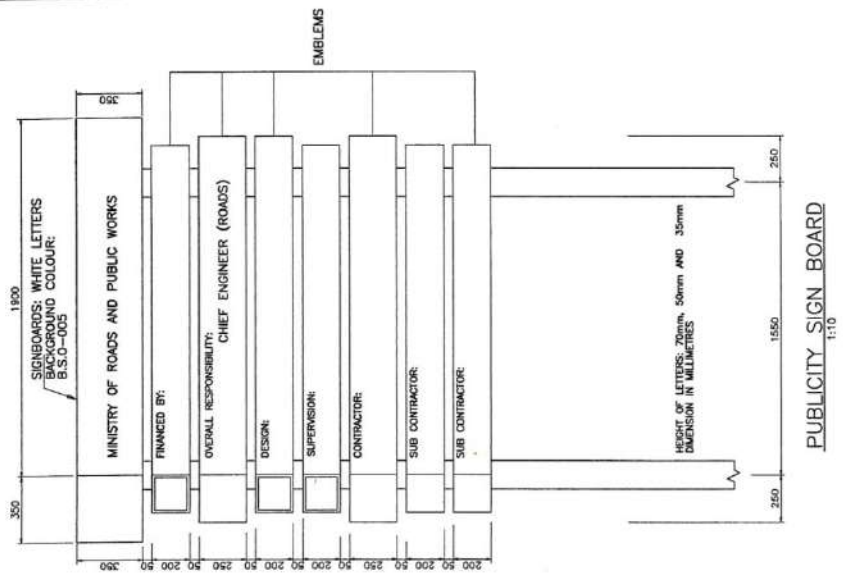 350
1900
SIGNBOARDS: WHITE LETTERS
BACKGROUND COLOUR:
B.S.0-005
350
350
MINISTRY OF ROADS AND PUBLIC WORKS
EMBLEMS
50
200
FINANCED BY:
50
250
OVERALL RESPONSIBILITY:
CHIEF ENGINEER (ROADS)
50
200
DESIGN:
50
200
SUPERVISION:
50
250
CONTRACTOR:
50
200
SUB CONTRACTOR:
50
200
SUB CONTRACTOR:
HEIGHT OF LETTERS: 70mm, 50mm AND 35mm
DIMENSION IN MILLIMETRES
250
1550
250
PUBLICITY SIGN BOARD
1:10